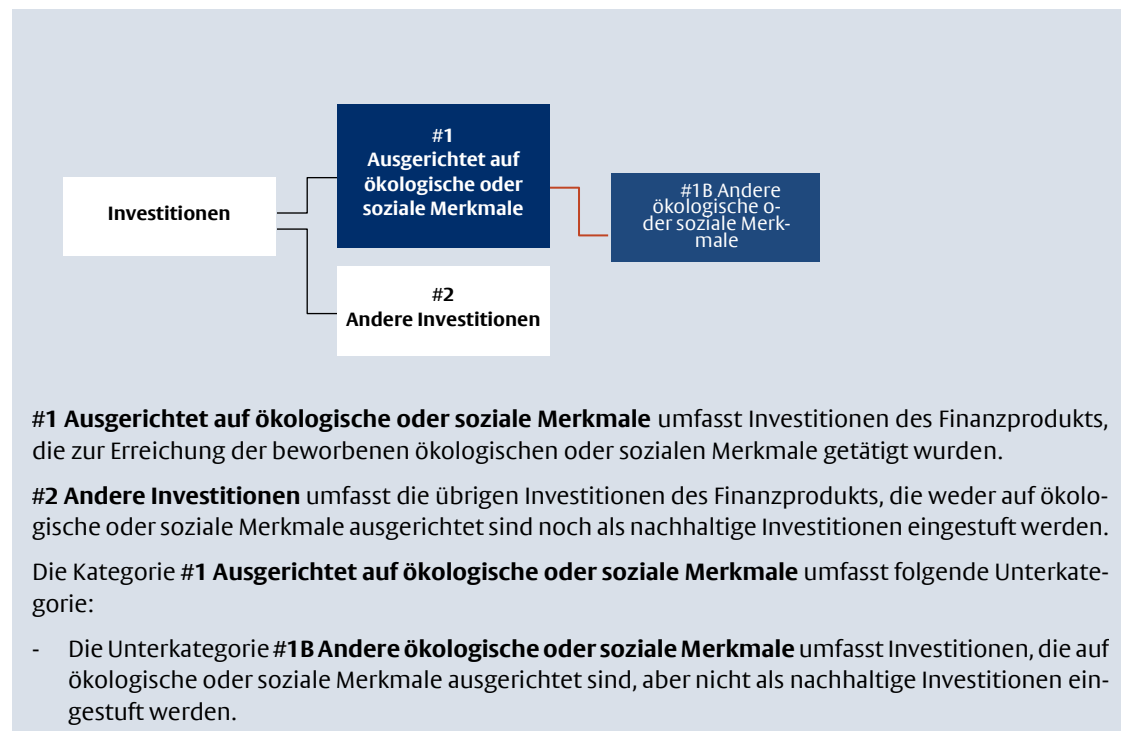 #1
Ausgerichtet auf
ökologische oder
soziale Merkmale
Investitionen
#1B Andere
ökologische o-
der soziale Merk-
male
#2
Andere Investitionen
#1 Ausgerichtet auf ökologische oder soziale Merkmale umfasst Investitionen des Finanzprodukts,
die zur Erreichung der beworbenen ökologischen oder sozialen Merkmale getätigt wurden.
#2 Andere Investitionen umfasst die übrigen Investitionen des Finanzprodukts, die weder auf ökolo-
gische oder soziale Merkmale ausgerichtet sind noch als nachhaltige Investitionen eingestuft werden.
Die Kategorie #1 Ausgerichtet auf ökologische oder soziale Merkmale umfasst folgende Unterkate-
gorie:
- Die Unterkategorie #1B Andere ökologische oder soziale Merkmale umfasst Investitionen, die auf
ökologische oder soziale Merkmale ausgerichtet sind, aber nicht als nachhaltige Investitionen ein-
gestuft werden.